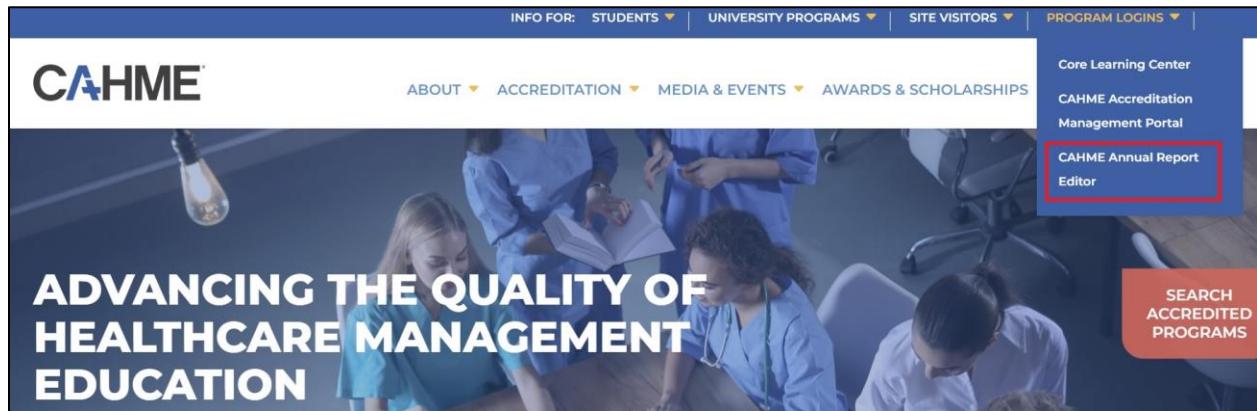 INFO FOR: STUDENTS UNIVERSITY PROGRAMS SITE VISITORS PROGRAM LOGINS
CAHME
ABOUT ACCREDITATION MEDIA & EVENTS AWARDS & SCHOLARSHIPS
Core Learning Center
CAHME Accreditation
Management Portal
CAHME Annual Report
Editor
ADVANCING THE QUALITY OF
HEALTHCARE MANAGEMENT
EDUCATION
SEARCH
ACCREDITED
PROGRAMS